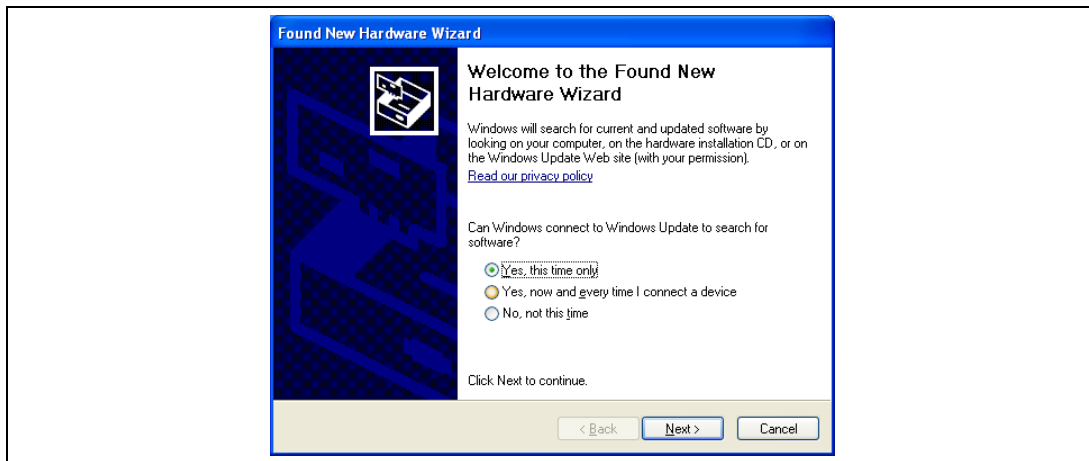 Found New Hardware Wizard
Welcome to the Found New
Hardware Wizard
Windows will search for current and updated software by
looking on your computer, on the hardware installation CD, or on
the Windows Update Web site (with your permission).
Read our privacy policy
Can Windows connect to Windows Update to search for
software?
Yes, this time only
Yes, now and every time I connect a device
No, not this time
Click Next to continue.
< Back
Next >
Cancel